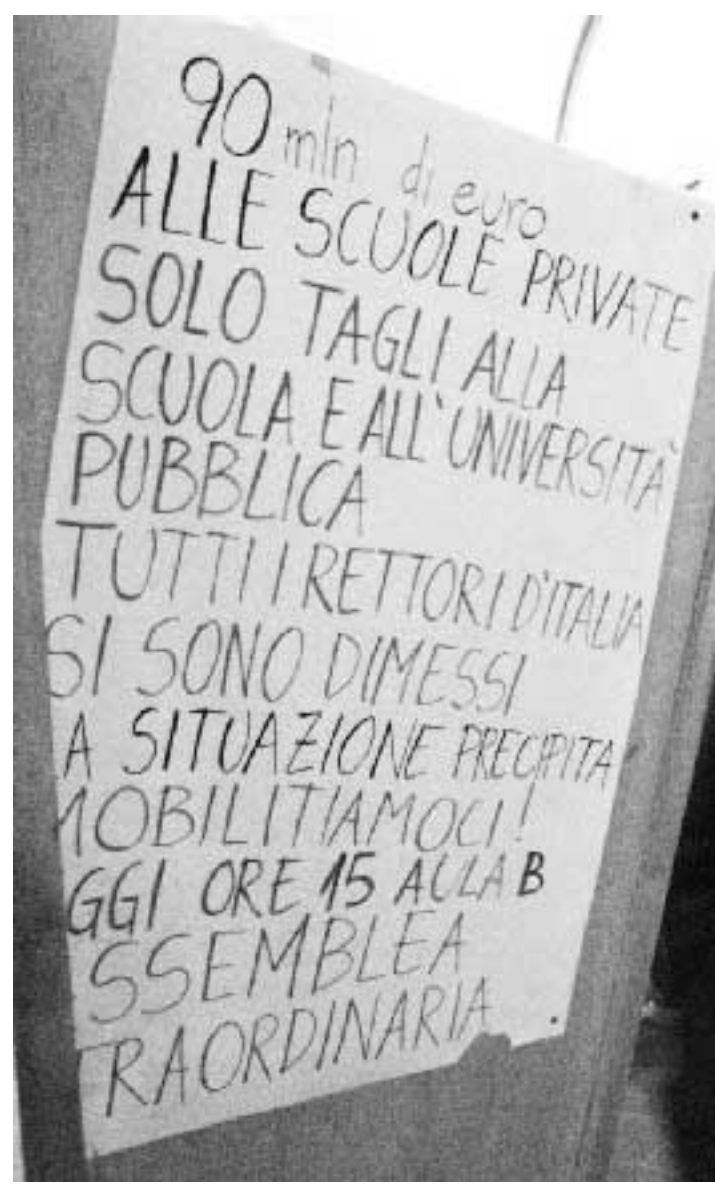 90 mln di euro
ALLE SCUOLE PRIVATE
SOLO TAGLI ALLA
SCUOLA E ALL'UNIVERSITÀ
PUBBLICA
TUTTI I RETTORI D'ITALIA
SI SONO DIMESSI
A SITUAZIONE PRECIPITA
MOBILITIAMOCI!
GGI ORE 15 AULA B
SSEMBLEA
TRAORDINARIA